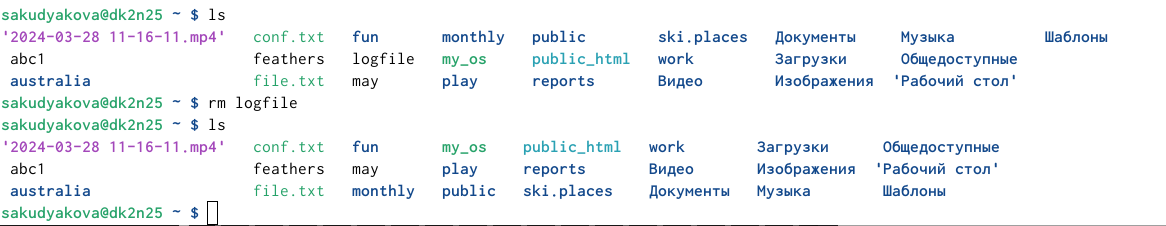 sakudyakova@dk2n25 ~ $ ls
'2024-03-28 11-16-11.mp4' conf.txt fun monthly public ski.places Документы Музыка Шаблоны
abc1 feathers logfile my_os public_html work Загрузки Общедоступные
australia file.txt may play reports Видео Изображения 'Рабочий стол'
sakudyakova@dk2n25 ~ $ rm logfile
sakudyakova@dk2n25 ~ $ ls
'2024-03-28 11-16-11.mp4' conf.txt fun my_os public_html work Загрузки Общедоступные
abc1 feathers may play reports Видео Изображения 'Рабочий стол'
australia file.txt monthly public ski.places Документы Музыка Шаблоны
sakudyakova@dk2n25 ~ $